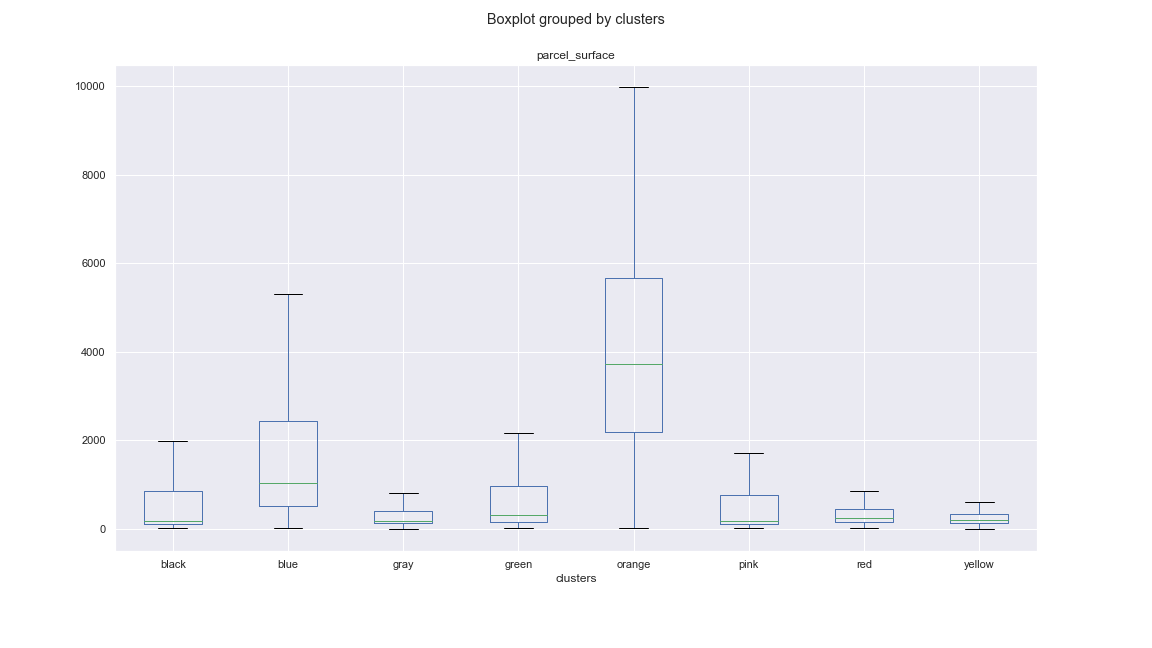 Boxplot grouped by clusters
parcel_surface
10000
8000
6000
4000
2000
0
black blue gray green orange pink red yellow
clusters